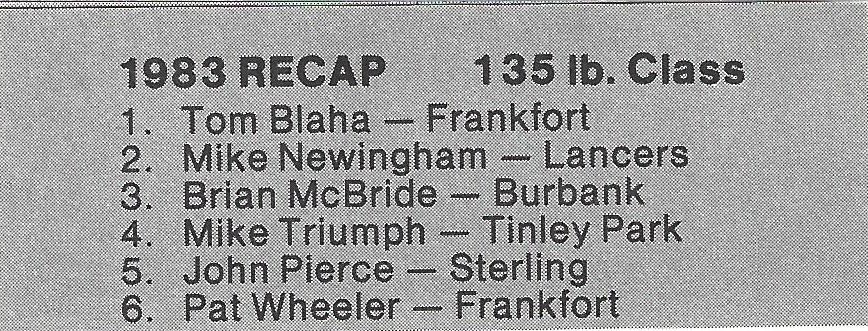 1983 RECAP 135 lb. Class
1. Tom Blaha — Frankfort
2. Mike Newingham — Lancers
3. Brian McBride — Burbank
4. Mike Triumph — Tinley Park
5. John Pierce — Sterling
6. Pat Wheeler — Frankfort